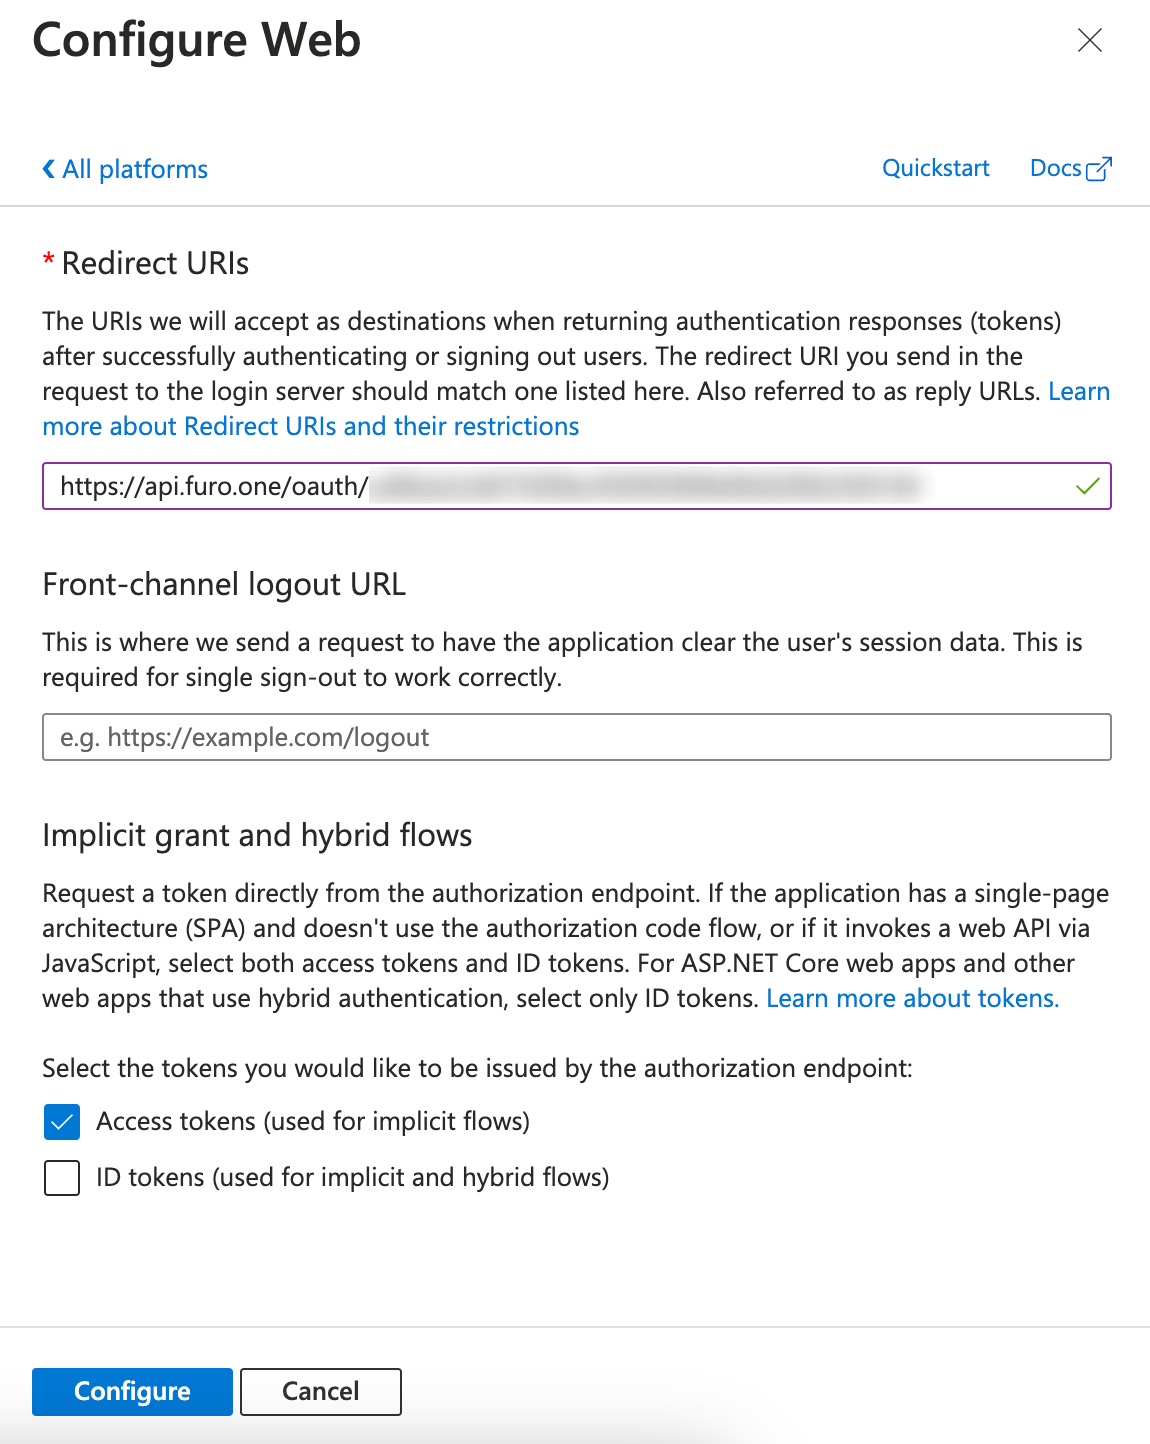 Configure Web
All platforms
Quickstart
Docs
* Redirect URIs
The URIs we will accept as destinations when returning authentication responses (tokens)
after successfully authenticating or signing out users. The redirect URI you send in the
request to the login server should match one listed here. Also referred to as reply URLs. Learn
more about Redirect URIs and their restrictions
https://api.furo.one/oauth/
Front-channel logout URL
This is where we send a request to have the application clear the user's session data. This is
required for single sign-out to work correctly.
e.g. https://example.com/logout
Implicit grant and hybrid flows
Request a token directly from the authorization endpoint. If the application has a single-page
architecture (SPA) and doesn't use the authorization code flow, or if it invokes a web API via
JavaScript, select both access tokens and ID tokens. For ASP.NET Core web apps and other
web apps that use hybrid authentication, select only ID tokens. Learn more about tokens.
Select the tokens you would like to be issued by the authorization endpoint:
Access tokens (used for implicit flows)
ID tokens (used for implicit and hybrid flows)
Configure
Cancel